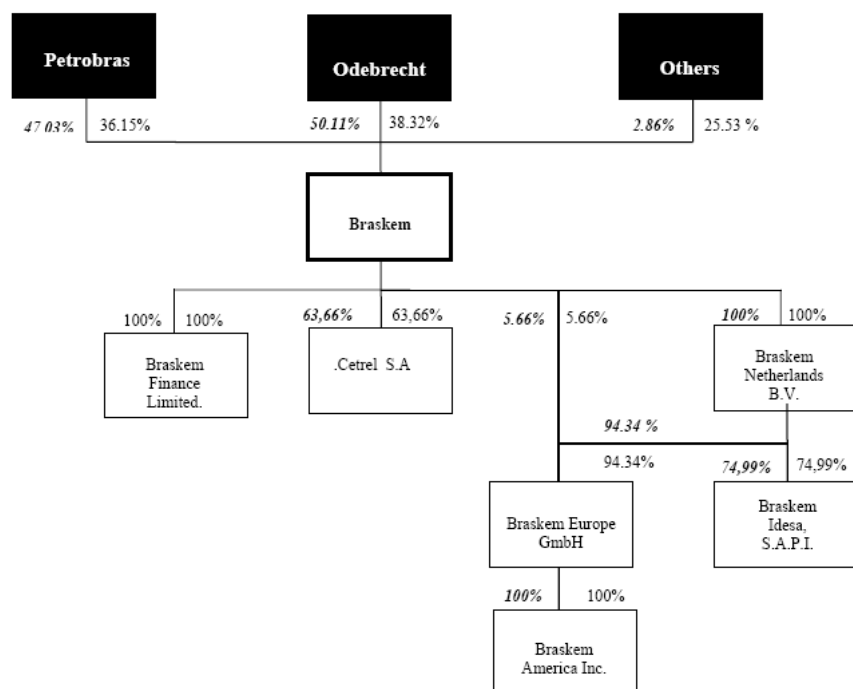 Petrobras
Odebrecht
Others
47.03% 36.15%
50.11% 38.32%
2.86% 25.53 %
Braskem
100% 100%
63,66% 63,66%
5.66% 5.66%
100% 100%
Braskem
Finance
Limited.
.Cetrel S.A
Braskem
Netherlands
B.V.
94.34 %
94.34%
74,99% 74,99%
Braskem Europe
GmbH
Braskem
Idesa,
S.A.P.I.
100% 100%
Braskem
America Inc.